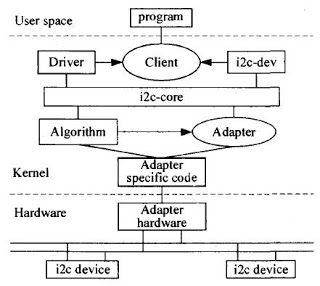 User space
program
Driver
Client
i2c-dev
i2c-core
Algorithm
Adapter
Kernel
Adapter
specific code
Hardware
Adapter
hardware
i2c device
i2c device